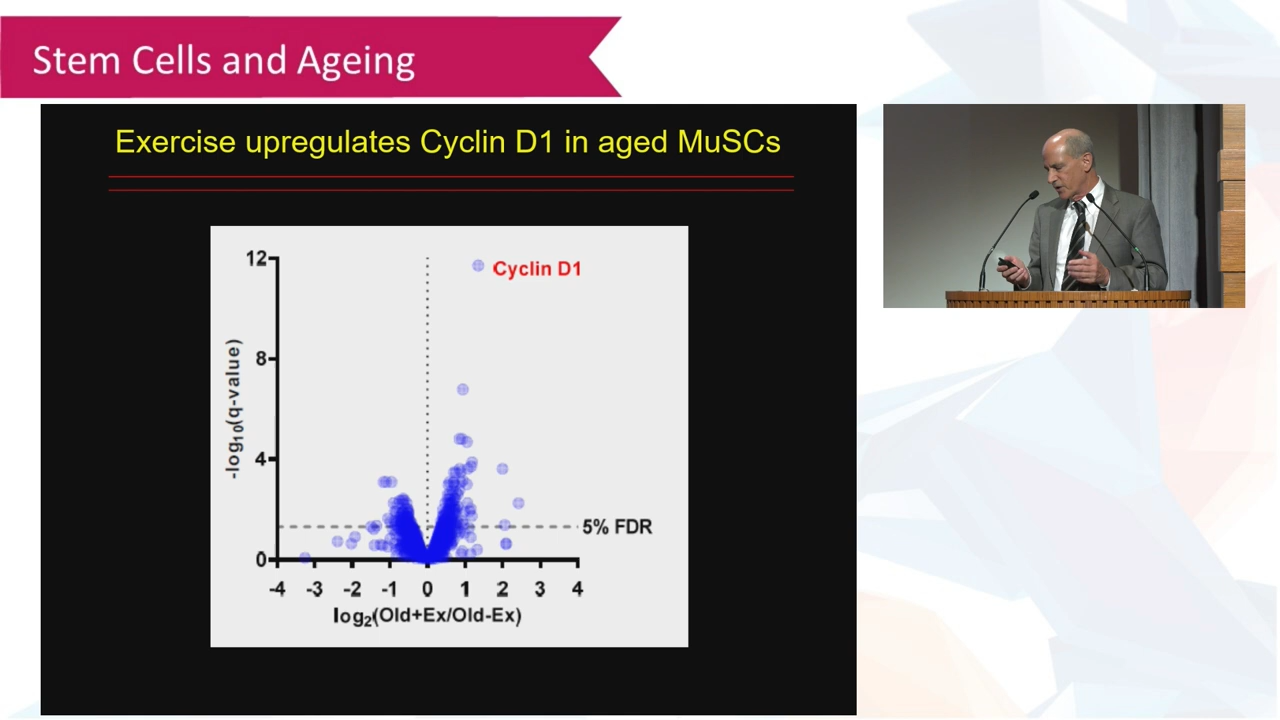 Stem Cells and Ageing
Exercise upregulates Cyclin D1 in aged MuSCs
12
Cyclin D1
8
-log10(q-value)
4
5% FDR
0
-4 -3 -2 -1 0 1 2 3 4
log2(Old+Ex/Old-Ex)